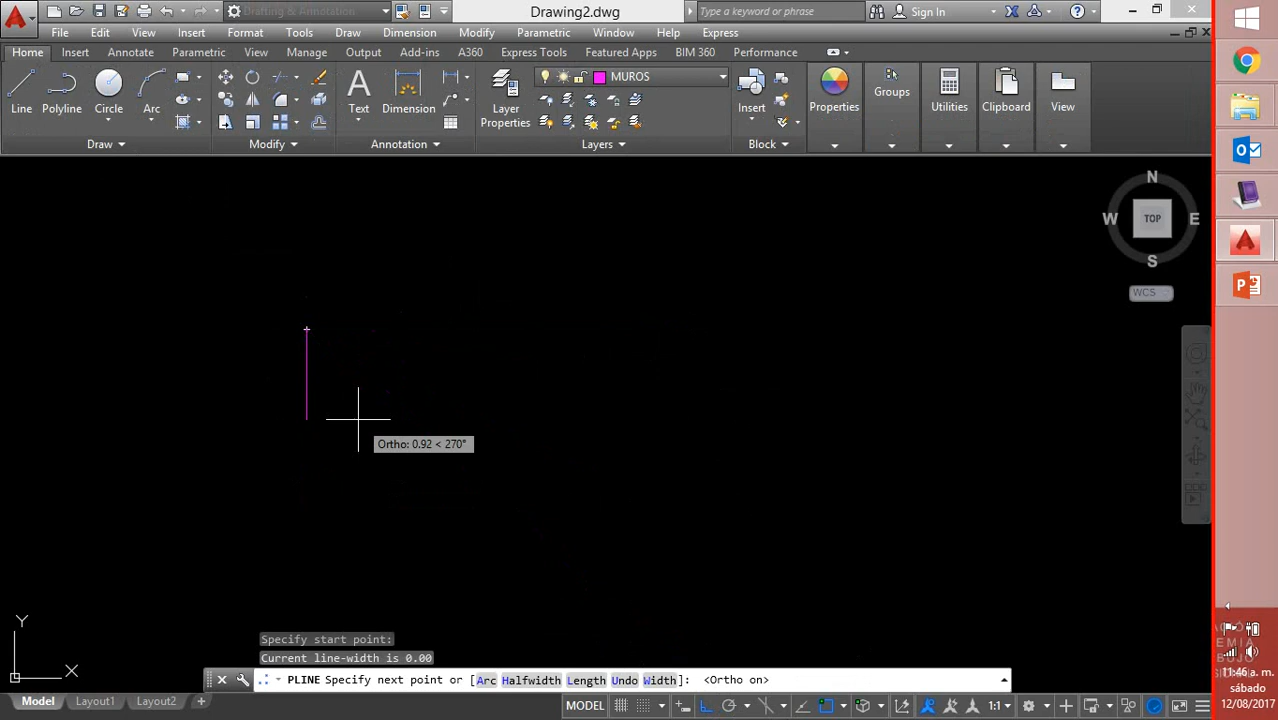 Drafting & Annotation
Drawing2.dwg
Type a keyword or phrase
Sign In
File Edit View Insert Format Tools Draw Dimension Modify Parametric Window Help Express
Home Insert Annotate Parametric View Manage Output Add-ins A360 Express Tools Featured Apps BIM 360 Performance
MUROS
Line Polyline Circle Arc
Text Dimension
Layer Properties
Insert Properties Groups Utilities Clipboard View
Draw Modify Annotation Layers Block
N
W TOP E
S
WCS
Ortho: 0.92 < 270°
Y
X
Specify start point:
Current line-width is 0.00
PLINE Specify next point or [Arc Halfwidth Length Undo Width]: <Ortho on>
Model Layout1 Layout2 +
MODEL 1:1
EMIA
BUJO
11:46 a. m.
sábado
12/08/2017